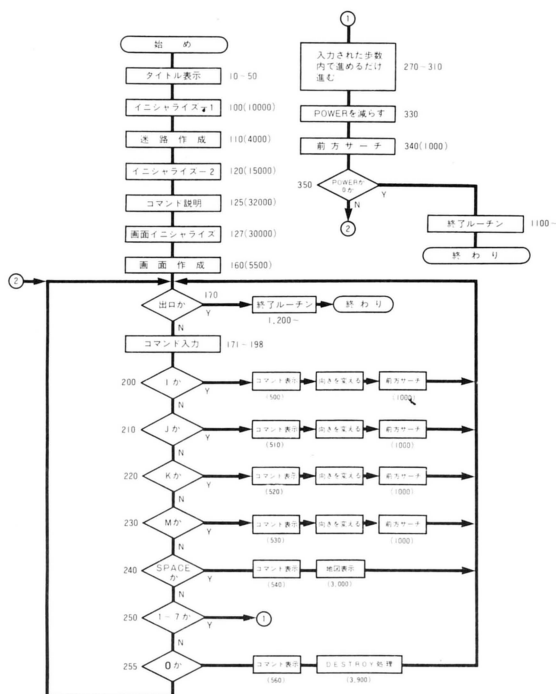 始め
タイトル表示 10-50
イニシャライズ-1 100(10000)
迷路作成 110(4000)
イニシャライズ-2 120(15000)
コマンド説明 125(32000)
画面イニシャライズ 127(30000)
画面作成 160(5500)
②
出口か 170
Y
終了ルーチン 終わり
1,200~
N
コマンド入力 171-198
200 Iか Y コマンド表示 向きを変える 前方サーチ
(500) (1000)
N
210 Jか Y コマンド表示 向きを変える 前方サーチ
(510) (1000)
N
220 Kか Y コマンド表示 向きを変える 前方サーチ
(520) (1000)
N
230 Mか Y コマンド表示 向きを変える 前方サーチ
(530) (1000)
N
240 SPACE
か Y コマンド表示 地図表示
(540) (3,000)
N
250 1-7か Y ①
N
255 0か Y コマンド表示 DESTROY処理
(560) (3,900)
①
入力された歩数
内で進めるだけ
進む
270-310
POWERを減らす 330
前方サーチ 340(1000)
350 POWERが
0か
N Y
②
終了ルーチン 1100-
終わり